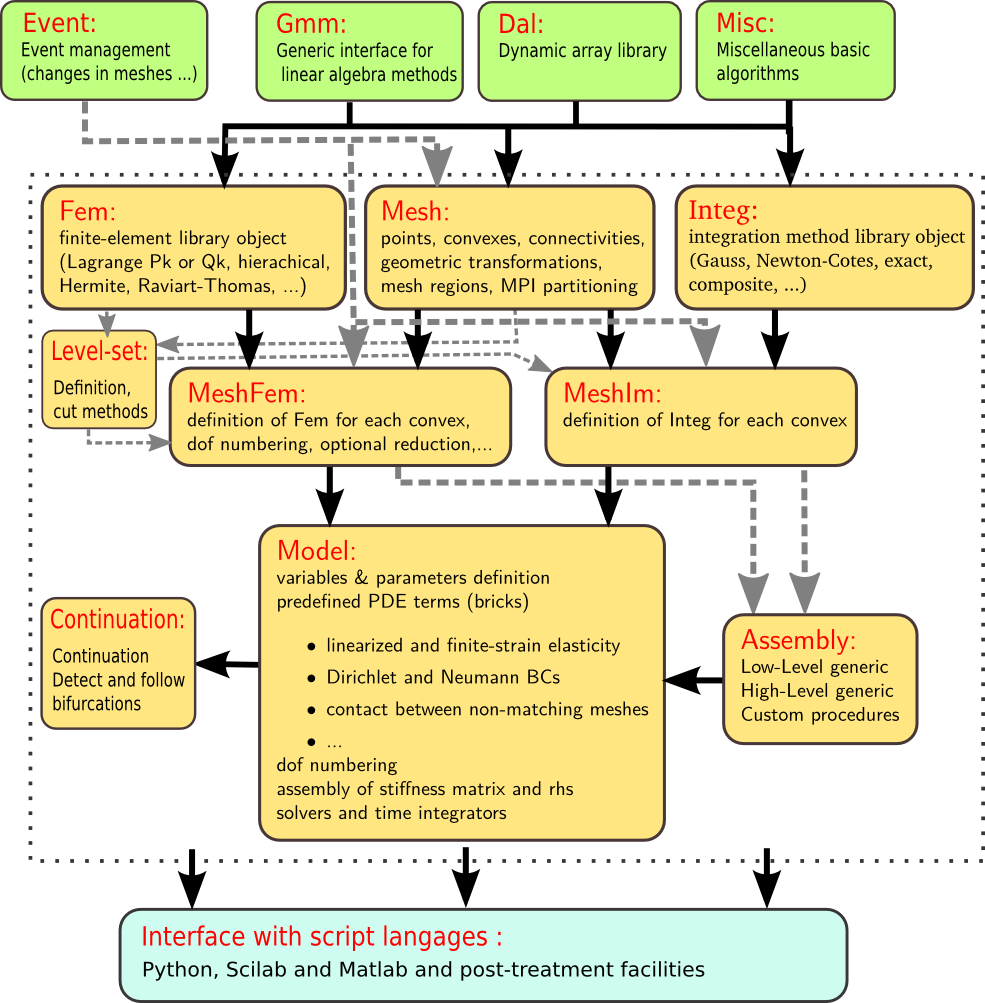 Event:
Event management
(changes in meshes ...)
Gmm:
Generic interface for
linear algebra methods
Dal:
Dynamic array library
Misc:
Miscellaneous basic
algorithms
Fem:
finite-element library object
(Lagrange Pk or Qk, hierachical,
Hermite, Raviart-Thomas, ...)
Mesh:
points, convexes, connectivities,
geometric transformations,
mesh regions, MPI partitioning
Integ:
integration method library object
(Gauss, Newton-Cotes, exact,
composite, ...)
Level-set:
Definition,
cut methods
MeshFem:
definition of Fem for each convex,
dof numbering, optional reduction,...
MeshIm:
definition of Integ for each convex
Model:
variables & parameters definition
predefined PDE terms (bricks)
• linearized and finite-strain elasticity
• Dirichlet and Neumann BCs
• contact between non-matching meshes
• ...
dof numbering
assembly of stiffness matrix and rhs
solvers and time integrators
Continuation:
Continuation
Detect and follow
bifurcations
Assembly:
Low-Level generic
High-Level generic
Custom procedures
Interface with script langages :
Python, Scilab and Matlab and post-treatment facilities